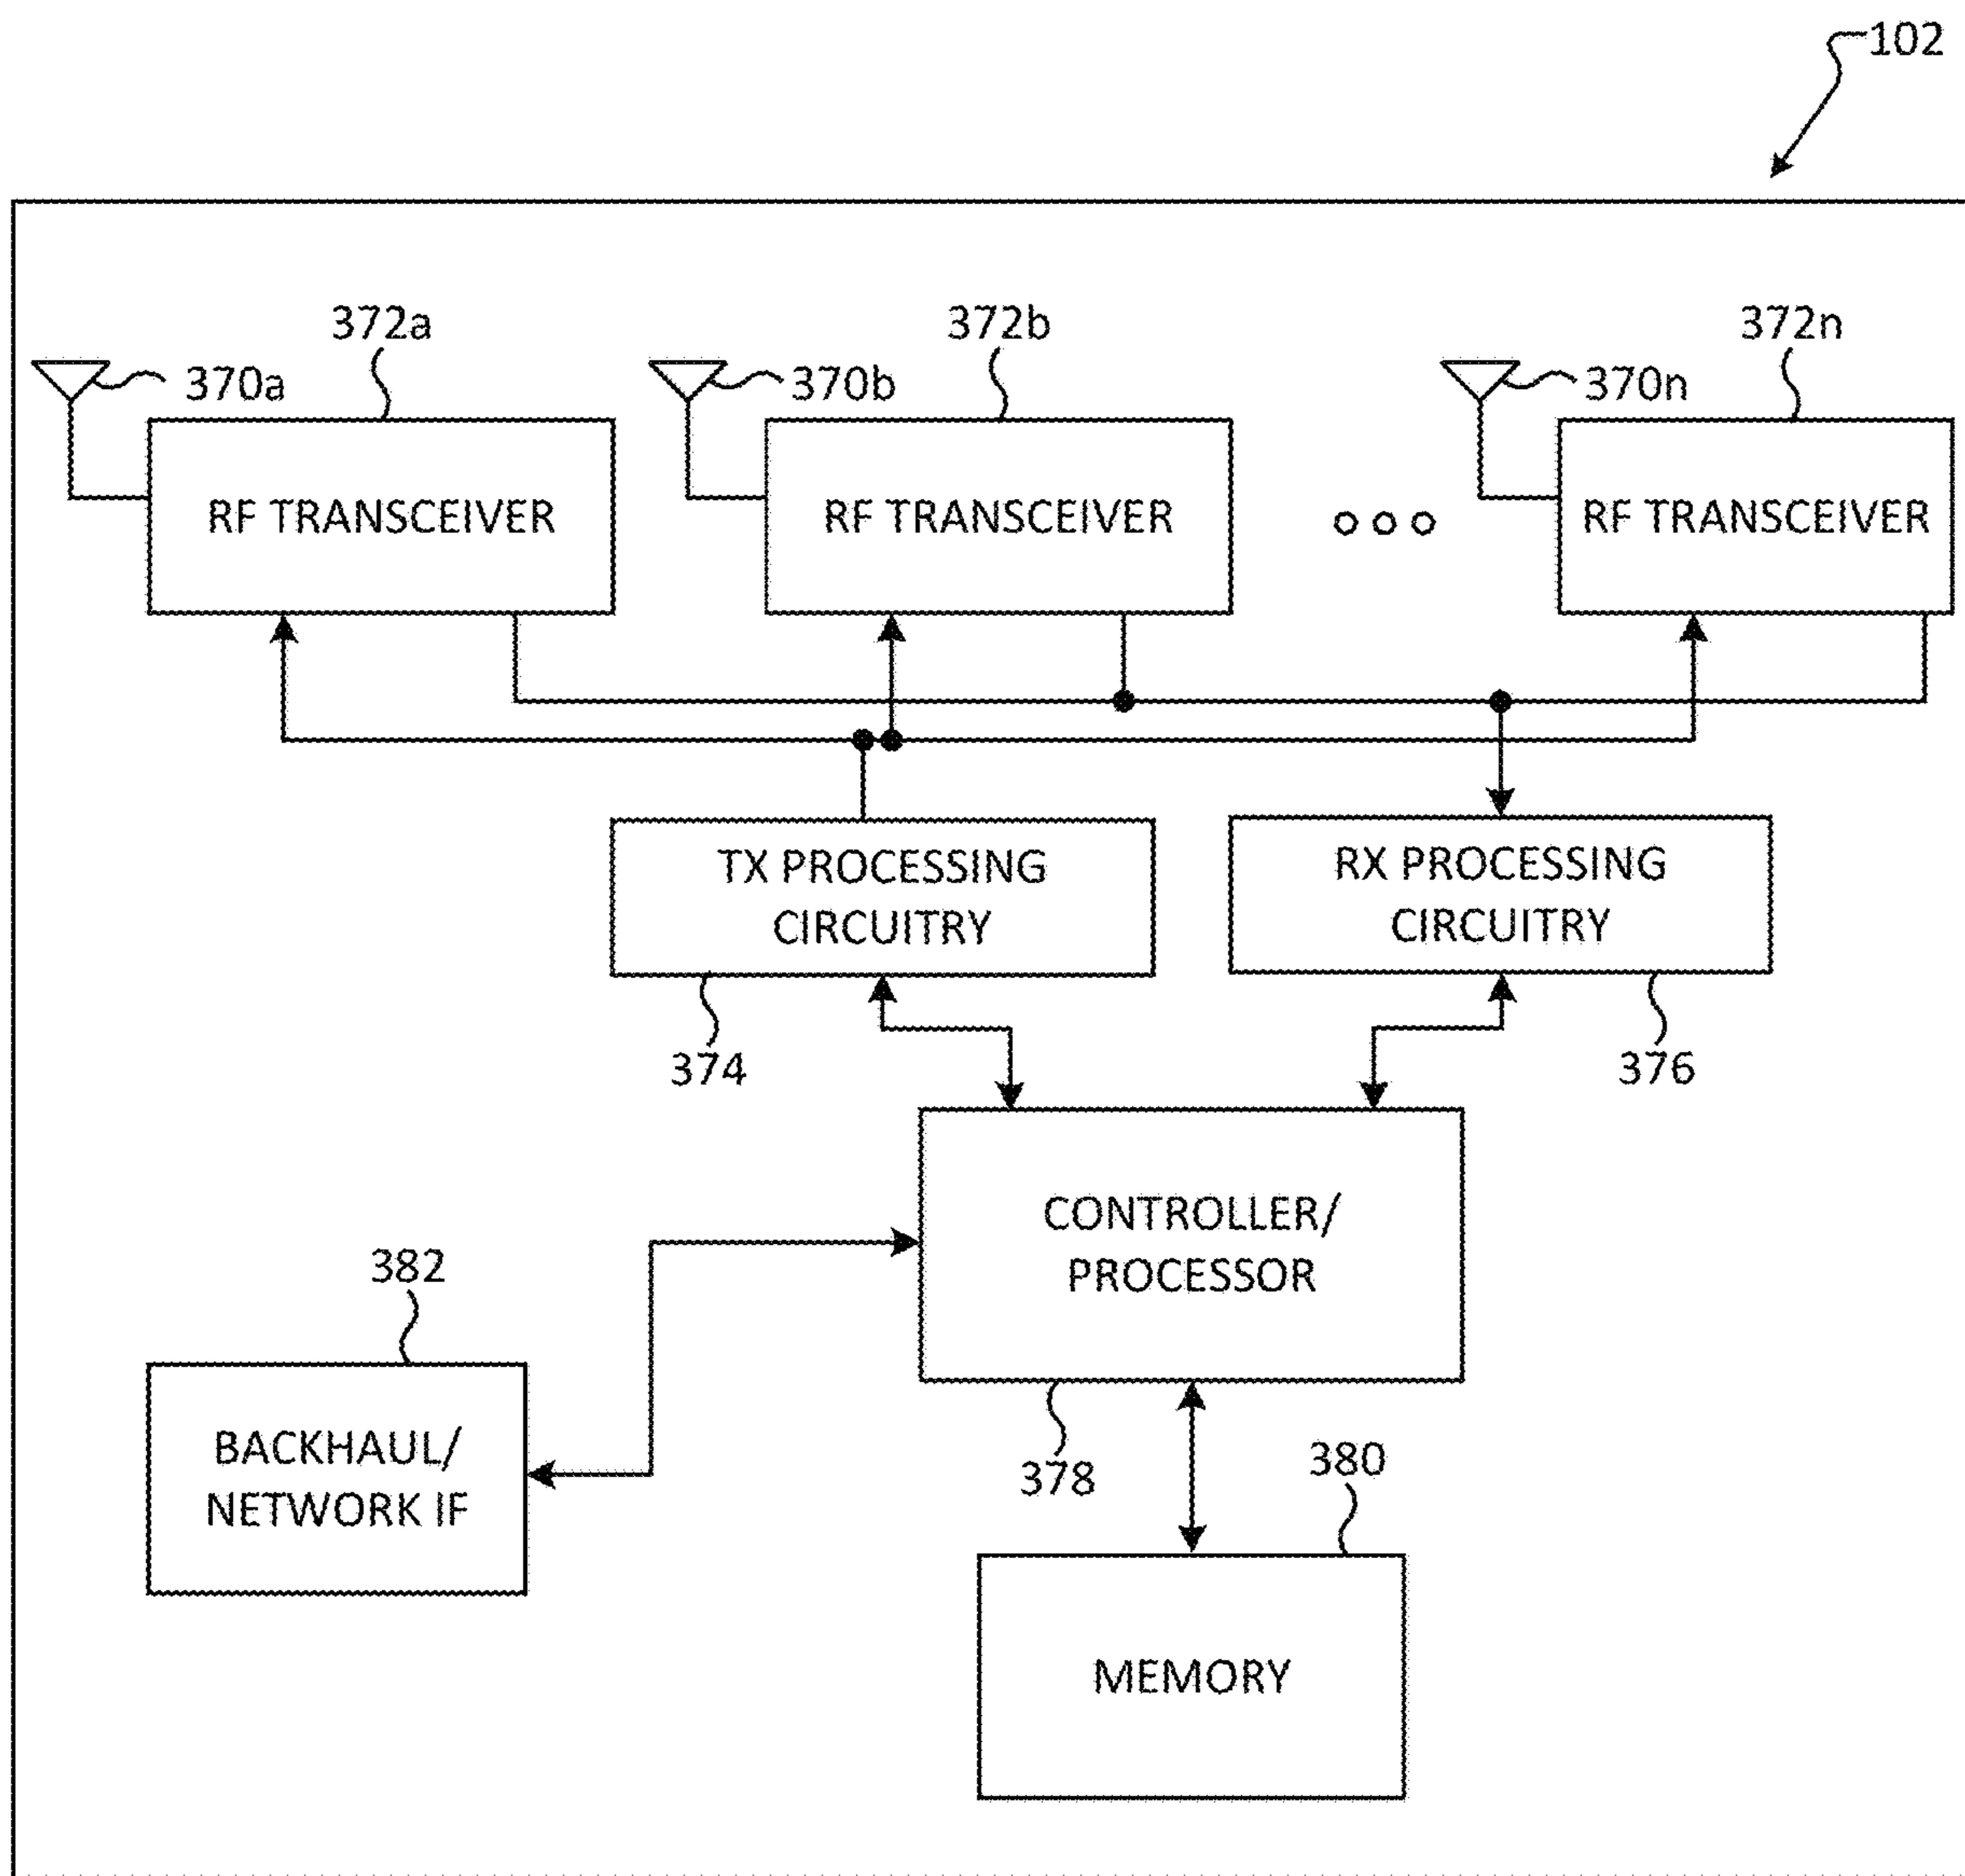 102
372a
372b
372n
370a
370b
370n
RF TRANSCEIVER
RF TRANSCEIVER
RF TRANSCEIVER
TX PROCESSING
CIRCUITRY
RX PROCESSING
CIRCUITRY
374
376
CONTROLLER/
PROCESSOR
382
BACKHAUL/
NETWORK IF
378
380
MEMORY